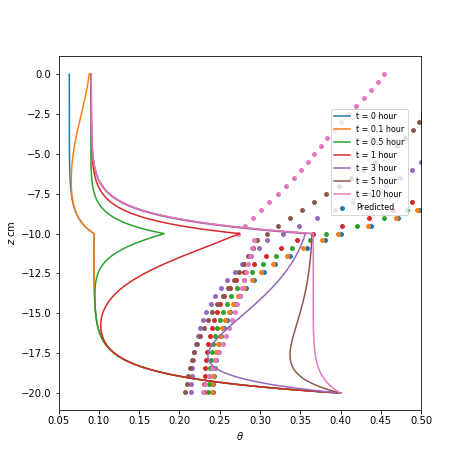 0.0
−2.5
−5.0
−7.5
−10.0
−12.5
−15.0
−17.5
−20.0
z cm
0.05 0.10 0.15 0.20 0.25 0.30 0.35 0.40 0.45 0.50
θ
t = 0 hour
t = 0.1 hour
t = 0.5 hour
t = 1 hour
t = 3 hour
t = 5 hour
t = 10 hour
Predicted